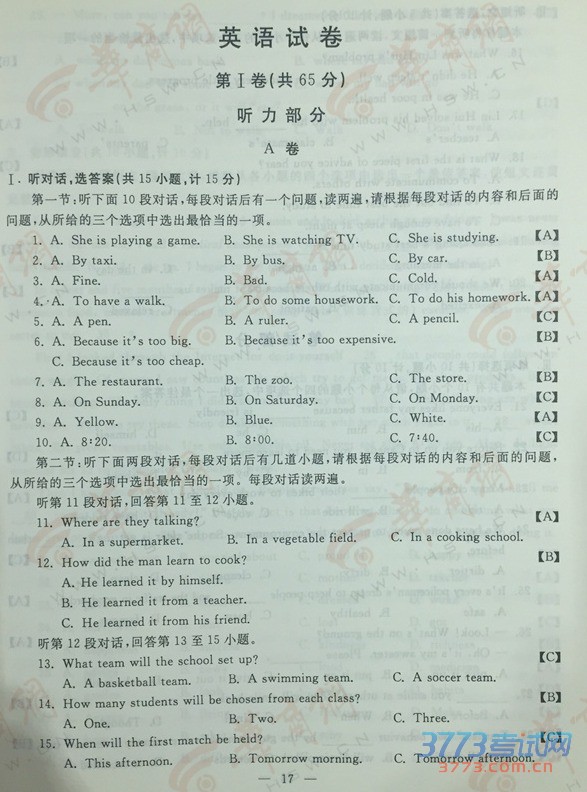 英语试卷
第Ⅰ卷(共65分)
听力部分
A 卷
Ⅰ. 听对话,选答案(共15小题,计15分)
第一节:听下面10段对话,每段对话后有一个问题,读两遍,请根据每段对话的内容和后面的
问题,从所给的三个选项中选出最恰当的一项。
1. A. She is playing a game. B. She is watching TV. C. She is studying. 【A】
2. A. By taxi. B. By bus. C. By car. 【B】
3. A. Fine. B. Bad. C. Cold. 【A】
4. A. To have a walk. B. To do some housework. C. To do his homework. 【A】
5. A. A pen. B. A ruler. C. A pencil. 【C】
6. A. Because it's too big. B. Because it's too expensive. 【B】
C. Because it's too cheap.
7. A. The restaurant. B. The zoo. C. The store. 【B】
8. A. On Sunday. B. On Saturday. C. On Monday. 【C】
9. A. Yellow. B. Blue. C. White. 【A】
10. A. 8:20. B. 8:00. C. 7:40. 【C】
第二节:听下面两段对话,每段对话后有几道小题,请根据每段对话的内容和后面的问题,
从所给的三个选项中选出最恰当的一项。每段对话读两遍。
听第11段对话,回答第11至12小题。
11. Where are they talking? 【A】
A. In a supermarket. B. In a vegetable field. C. In a cooking school.
12. How did the man learn to cook? 【B】
A. He learned it by himself.
B. He learned it from a teacher.
C. He learned it from his friend.
听第12段对话,回答第13至15小题。
13. What team will the school set up? 【C】
A. A basketball team. B. A swimming team. C. A soccer team.
14. How many students will be chosen from each class? 【B】
A. One. B. Two. C. Three.
15. When will the first match be held? 【C】
A. This afternoon. B. Tomorrow morning. C. Tomorrow afternoon.
— 17 —
3773考试网
3773.com.cn